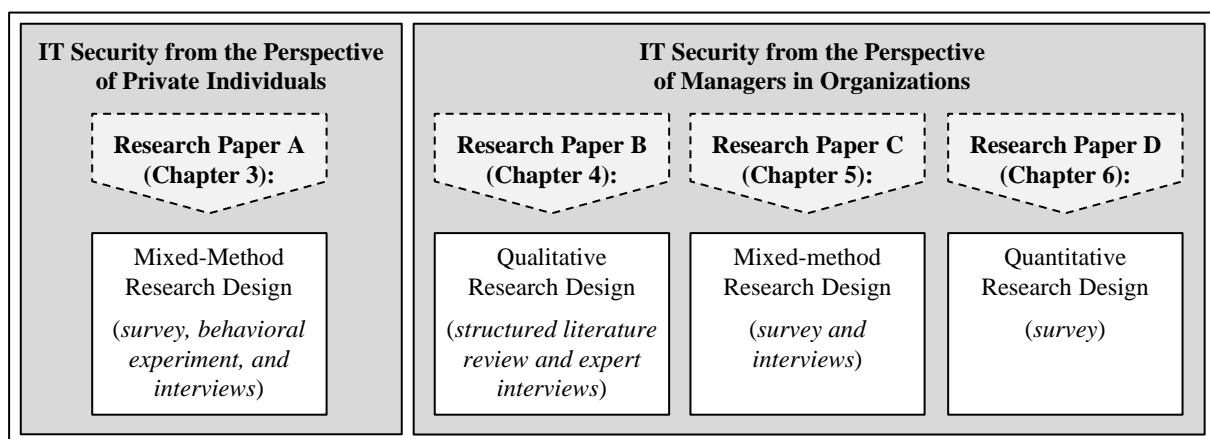 IT Security from the Perspective
of Private Individuals
Research Paper A
(Chapter 3):
Mixed-Method
Research Design
(survey, behavioral
experiment, and
interviews)
IT Security from the Perspective
of Managers in Organizations
Research Paper B
(Chapter 4):
Qualitative
Research Design
(structured literature
review and expert
interviews)
Research Paper C
(Chapter 5):
Mixed-method
Research Design
(survey and
interviews)
Research Paper D
(Chapter 6):
Quantitative
Research Design
(survey)